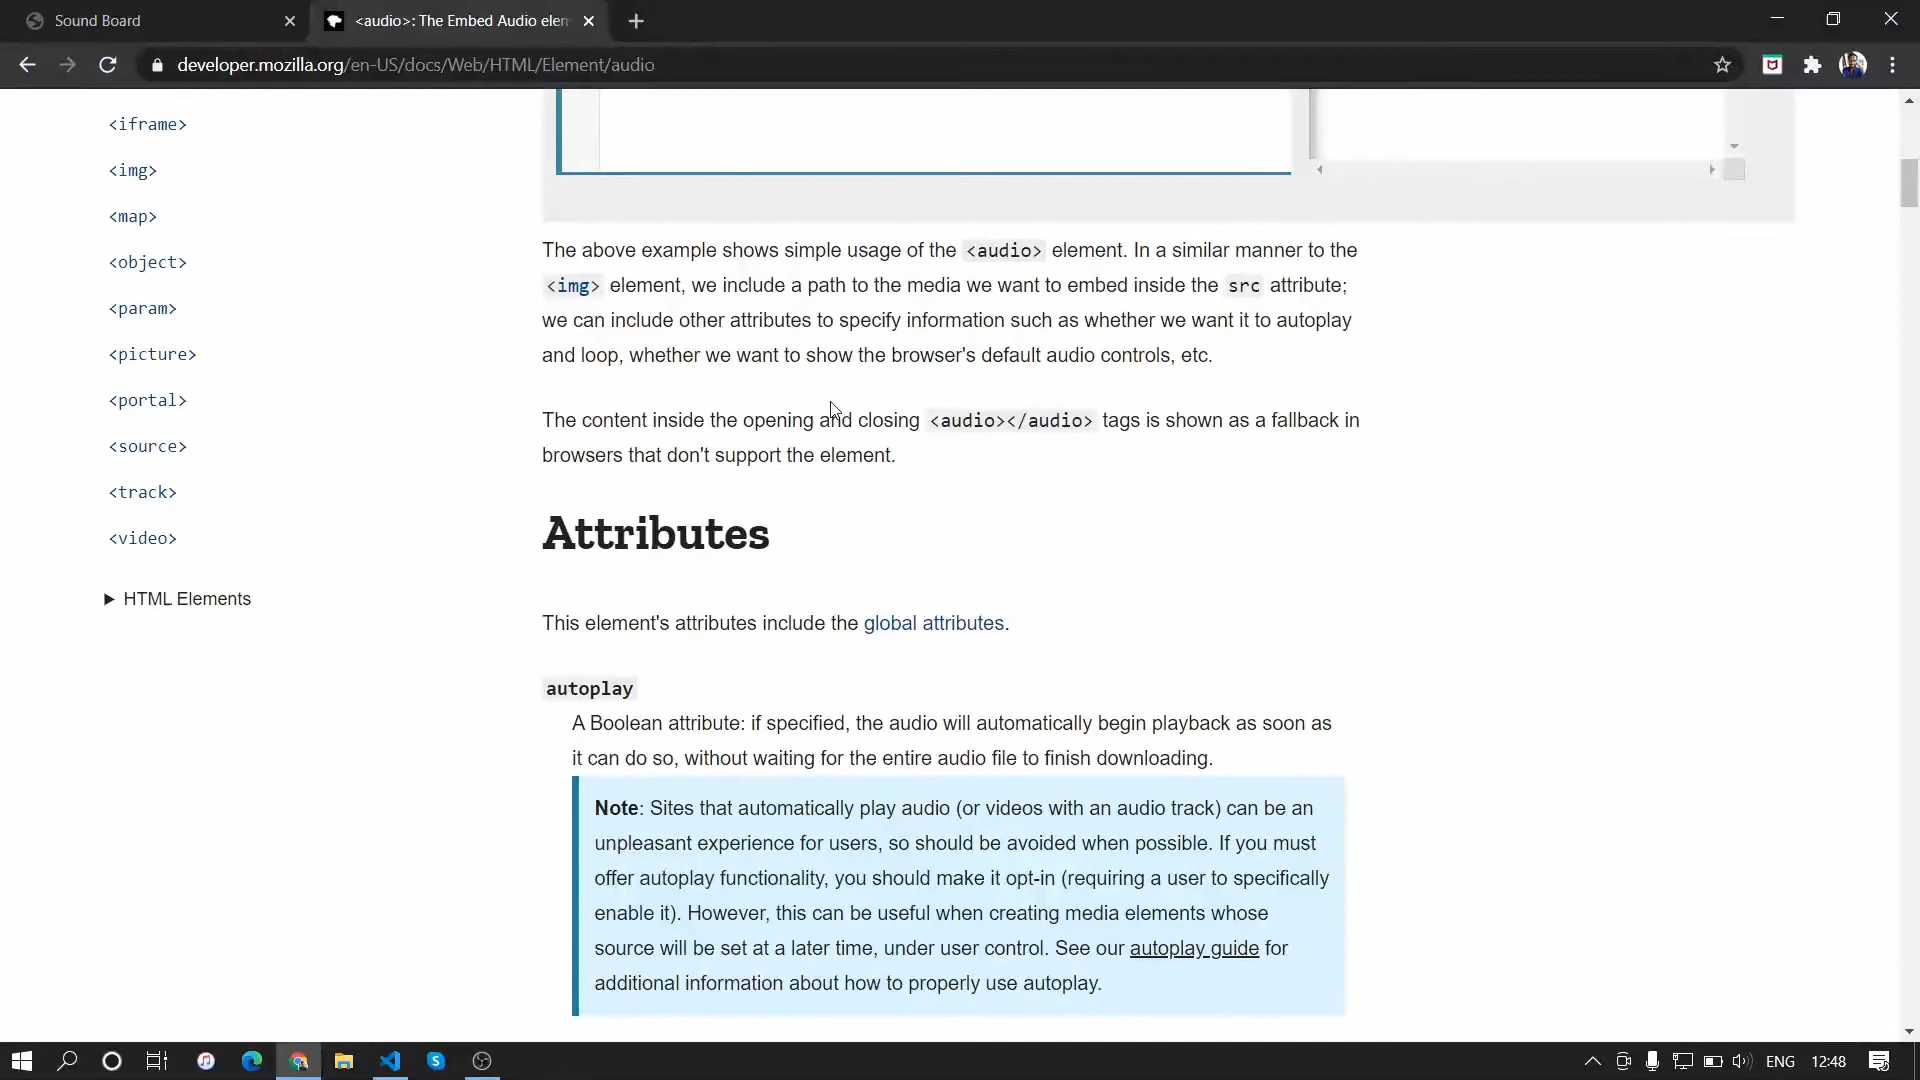 Sound Board
<audio>: The Embed Audio elem
developer.mozilla.org/en-US/docs/Web/HTML/Element/audio
<iframe>
<img>
<map>
<object>
<param>
<picture>
<portal>
<source>
<track>
<video>
HTML Elements
The above example shows simple usage of the <audio> element. In a similar manner to the
<img> element, we include a path to the media we want to embed inside the src attribute;
we can include other attributes to specify information such as whether we want it to autoplay
and loop, whether we want to show the browser's default audio controls, etc.
The content inside the opening and closing <audio></audio> tags is shown as a fallback in
browsers that don't support the element.
Attributes
This element's attributes include the global attributes.
autoplay
A Boolean attribute: if specified, the audio will automatically begin playback as soon as
it can do so, without waiting for the entire audio file to finish downloading.
Note: Sites that automatically play audio (or videos with an audio track) can be an
unpleasant experience for users, so should be avoided when possible. If you must
offer autoplay functionality, you should make it opt-in (requiring a user to specifically
enable it). However, this can be useful when creating media elements whose
source will be set at a later time, under user control. See our autoplay guide for
additional information about how to properly use autoplay.
ENG
12:48